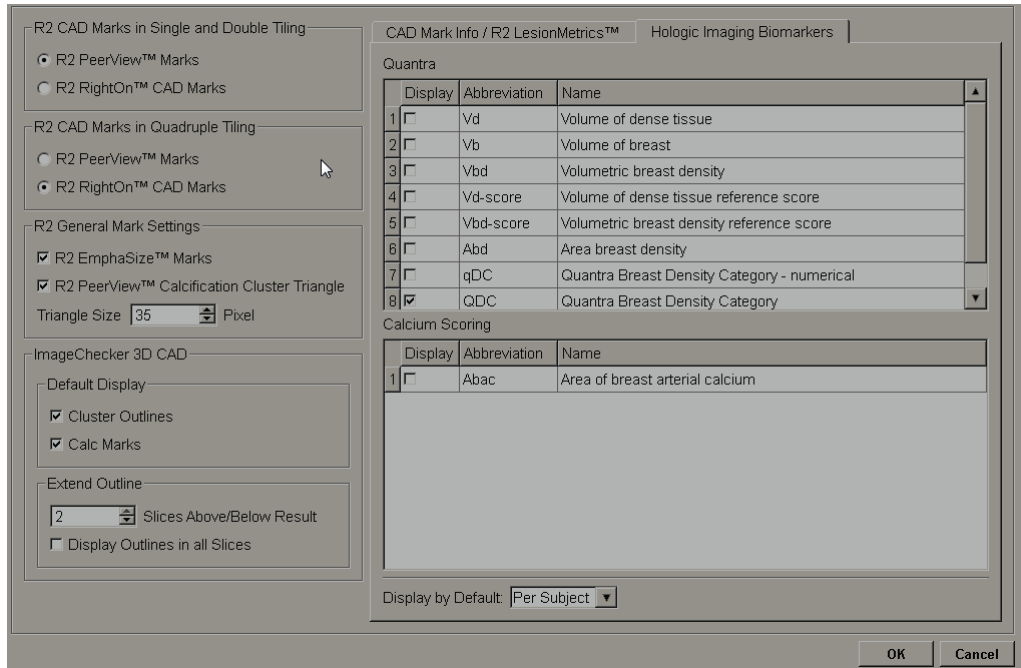 R2 CAD Marks in Single and Double Tiling
R2 PeerView™ Marks
R2 RightOn™ CAD Marks
R2 CAD Marks in Quadruple Tiling
R2 PeerView™ Marks
R2 RightOn™ CAD Marks
R2 General Mark Settings
R2 EmphaSize™ Marks
R2 PeerView™ Calcification Cluster Triangle
Triangle Size 35 Pixel
ImageChecker 3D CAD
Default Display
Cluster Outlines
Calc Marks
Extend Outline
2 Slices Above/Below Result
Display Outlines in all Slices
CAD Mark Info / R2 LesionMetrics™ Hologic Imaging Biomarkers
Quantra
Display Abbreviation Name
1 Vd Volume of dense tissue
2 Vb Volume of breast
3 Vbd Volumetric breast density
4 Vd-score Volume of dense tissue reference score
5 Vbd-score Volumetric breast density reference score
6 Abd Area breast density
7 qDC Quantra Breast Density Category - numerical
8 QDC Quantra Breast Density Category
Calcium Scoring
Display Abbreviation Name
1 Abac Area of breast arterial calcium
Display by Default: Per Subject
OK Cancel